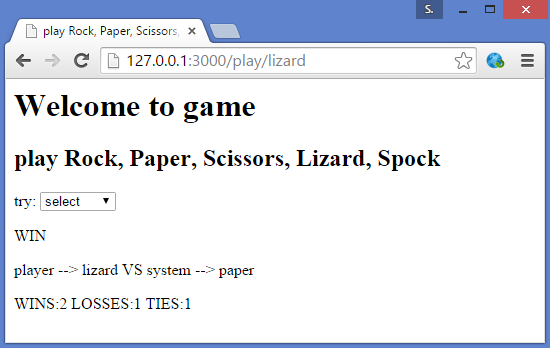 S.
play Rock, Paper, Scissors,
127.0.0.1:3000/play/lizard
Welcome to game
play Rock, Paper, Scissors, Lizard, Spock
try: select
WIN
player --> lizard VS system --> paper
WINS:2 LOSSES:1 TIES:1